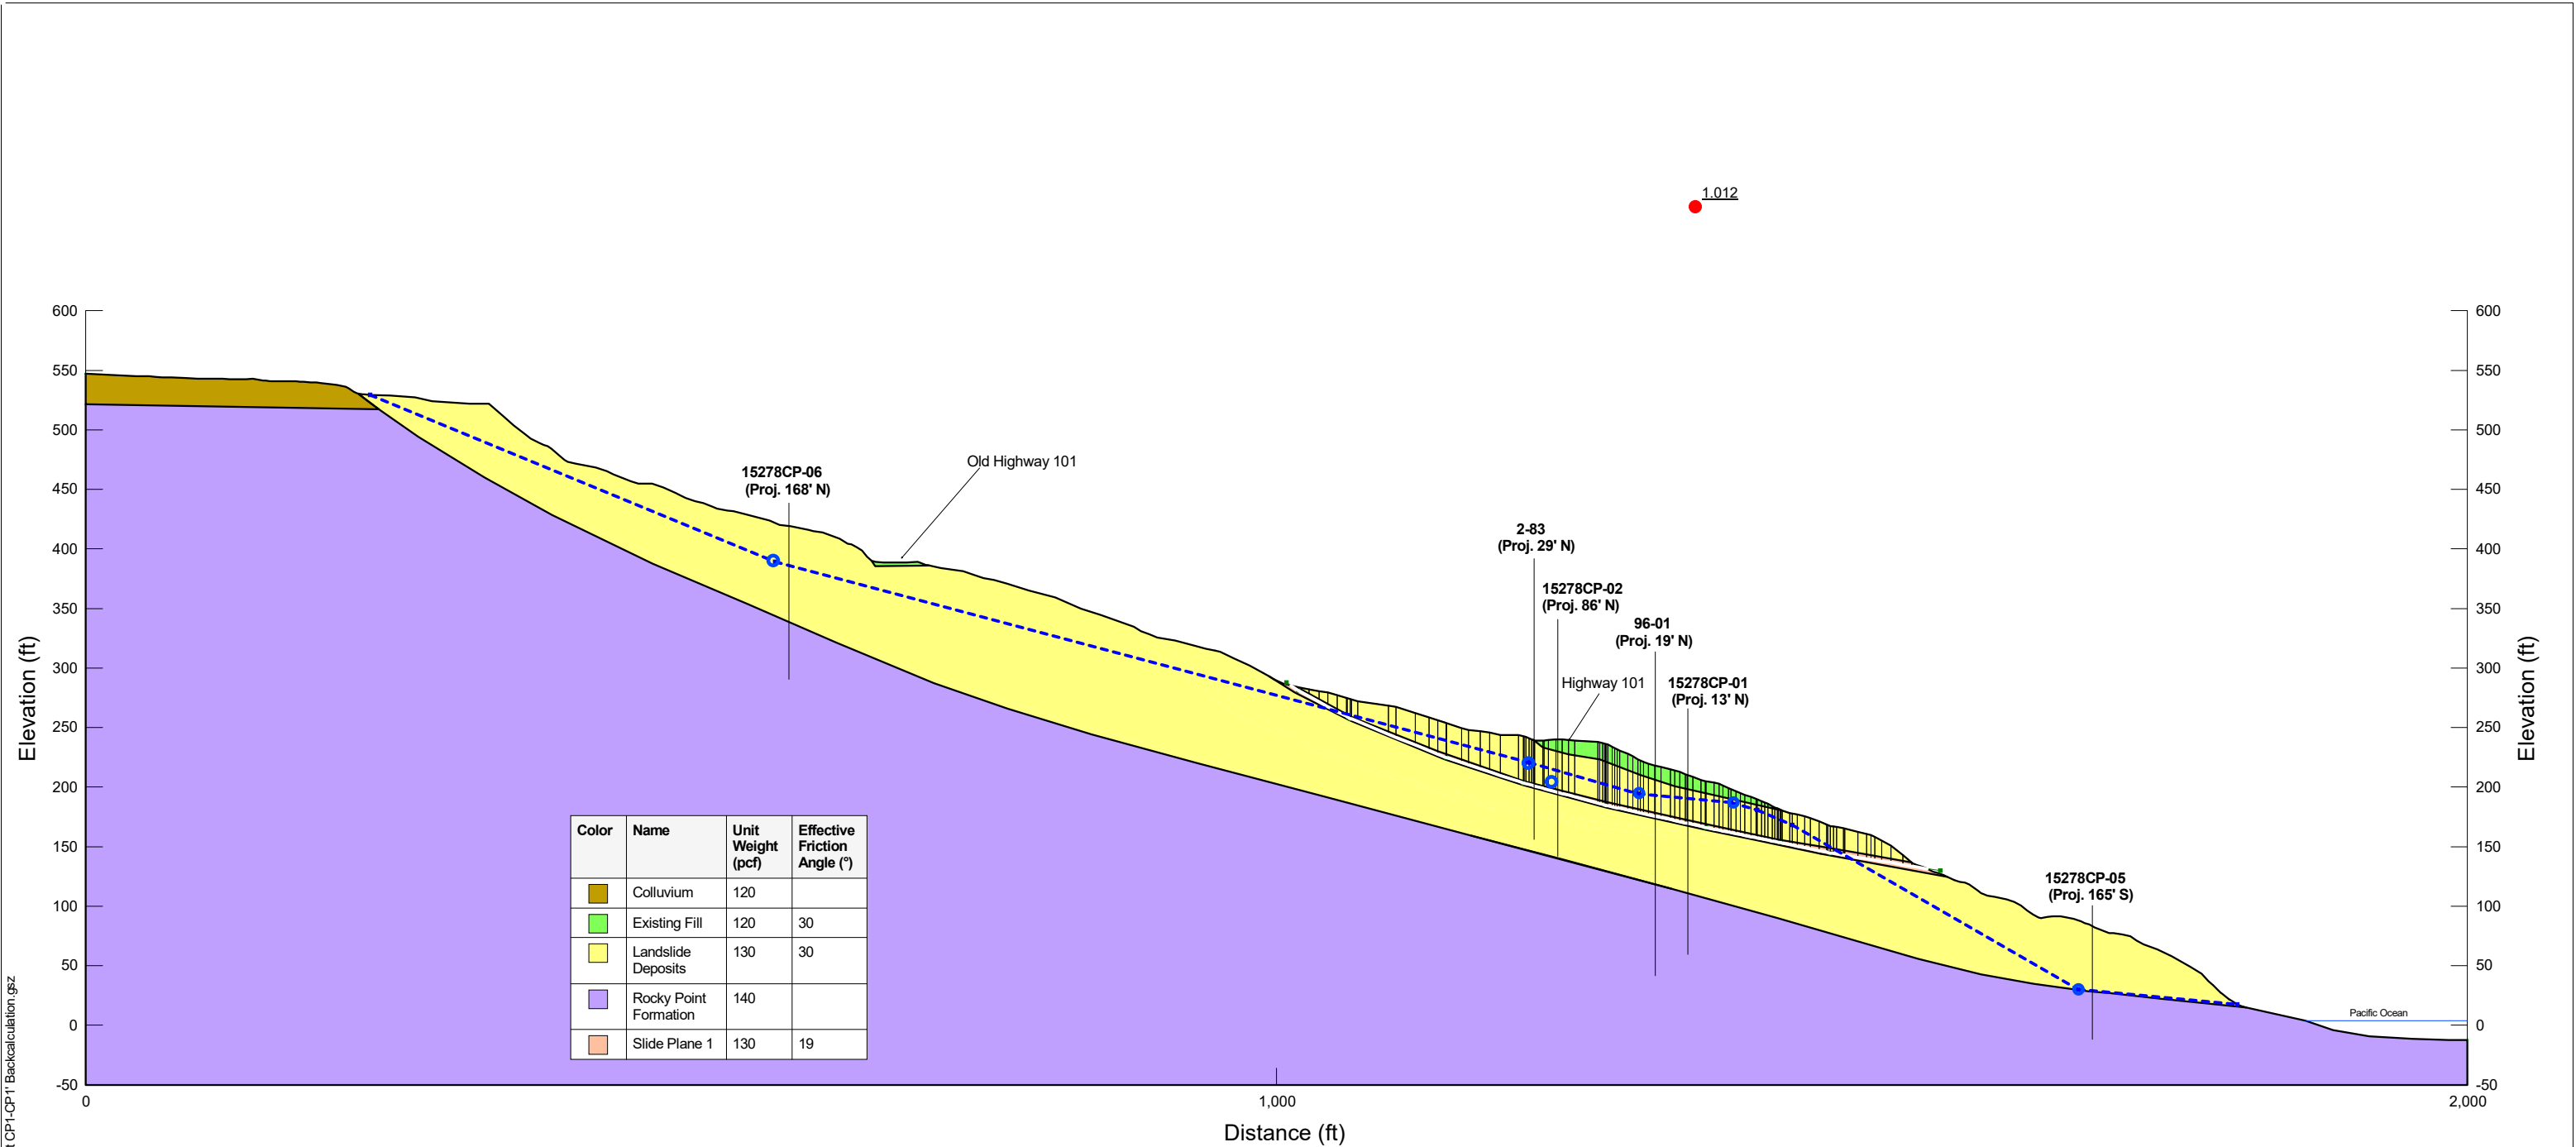 1.012
600
550
500
450
400
350
300
250
200
150
100
50
0
-50
Elevation (ft)
600
550
500
450
400
350
300
250
200
150
100
50
0
-50
Elevation (ft)
15278CP-06
(Proj. 168' N)
Old Highway 101
2-83
(Proj. 29' N)
15278CP-02
(Proj. 86' N)
96-01
(Proj. 19' N)
Highway 101
15278CP-01
(Proj. 13' N)
15278CP-05
(Proj. 165' S)
Pacific Ocean
Color Name Unit Weight (pcf) Effective Friction Angle (°)
Colluvium 120
Existing Fill 120 30
Landslide Deposits 130 30
Rocky Point Formation 140
Slide Plane 1 130 19
0
1,000
2,000
Distance (ft)
t CP1-CP1' Backcalculation.gsz